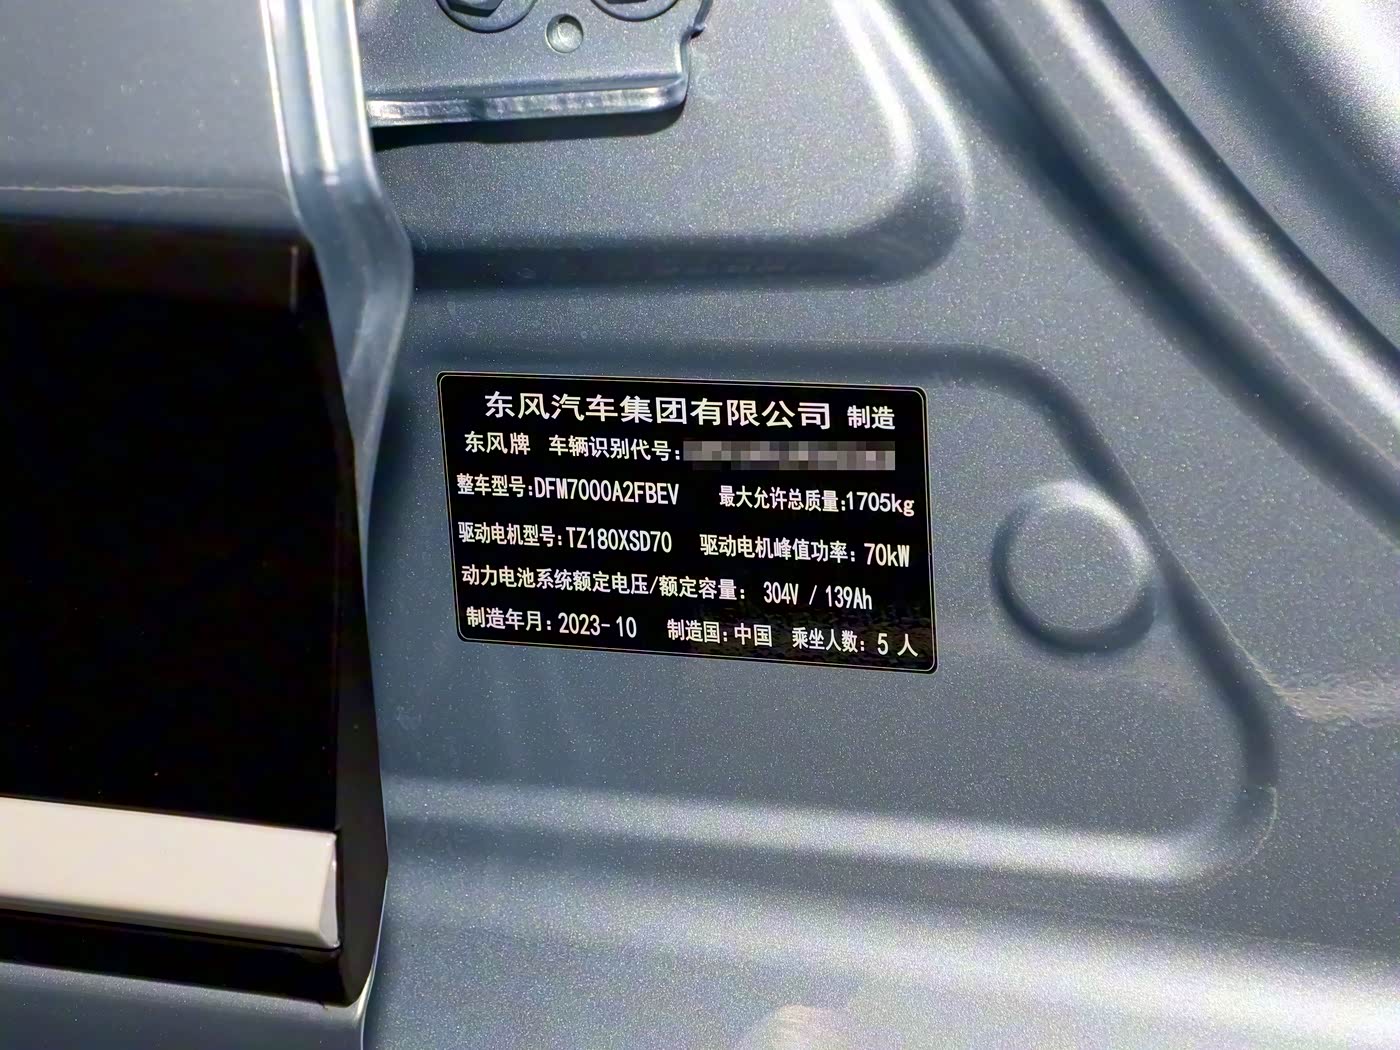 东风汽车集团有限公司 制造
东风牌 车辆识别代号:
整车型号:DFM7000A2FBEV 最大允许总质量:1705kg
驱动电机型号:TZ180XSD70 驱动电机峰值功率: 70kW
动力电池系统额定电压/额定容量: 304V / 139Ah
制造年月: 2023-10 制造国: 中国 乘坐人数: 5 人